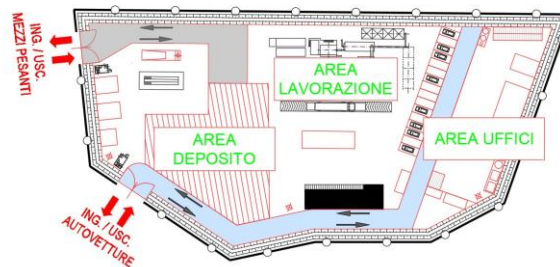 ING. / USC.
MEZZI PESANTI
AREA
LAVORAZIONE
AREA
DEPOSITO
AREA UFFICI
ING. / USC.
AUTOVETTURE